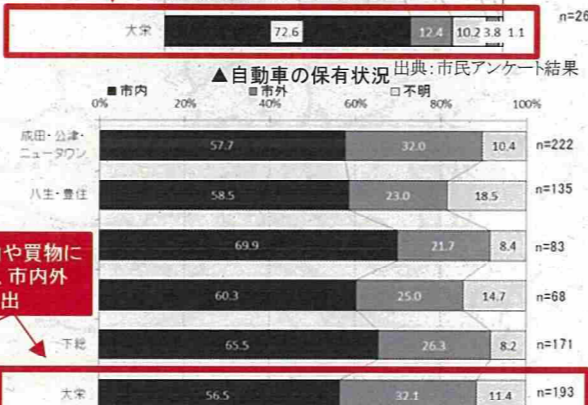 大栄 72.6 12.4 10.2 3.8 1.1 n=26
▲自動車の保有状況 出典:市民アンケート結果
■市内 ■市外 □不明
0% 20% 40% 60% 80% 100%
成田・公津・
ニュータウン 57.7 32.0 10.4 n=222
八生・豊住 58.5 23.0 18.5 n=135
69.9 21.7 8.4 n=83
や買物に
市内外
出
60.3 25.0 14.7 n=68
下総 65.5 26.3 8.2 n=171
大栄 56.5 32.1 11.4 n=193